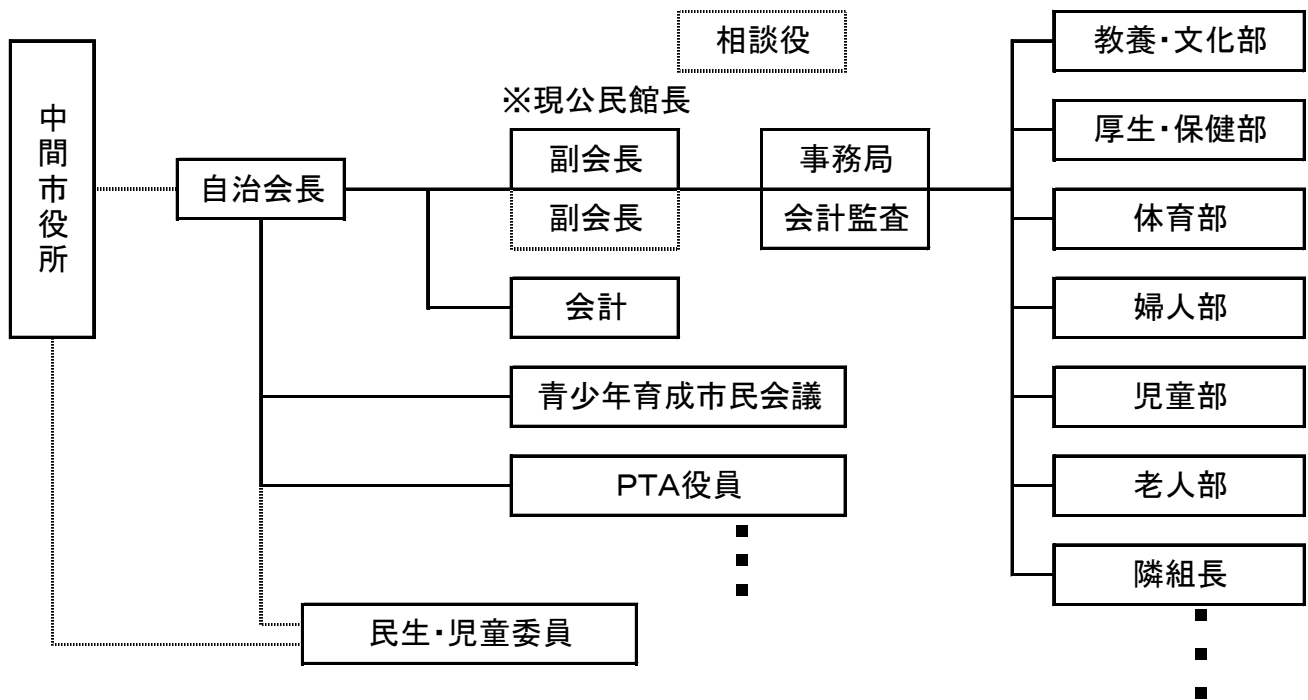 中間市役所
自治会長
相談役
※現公民館長
副会長
副会長
事務局
会計監査
会計
青少年育成市民会議
PTA役員
民生・児童委員
教養・文化部
厚生・保健部
体育部
婦人部
児童部
老人部
隣組長